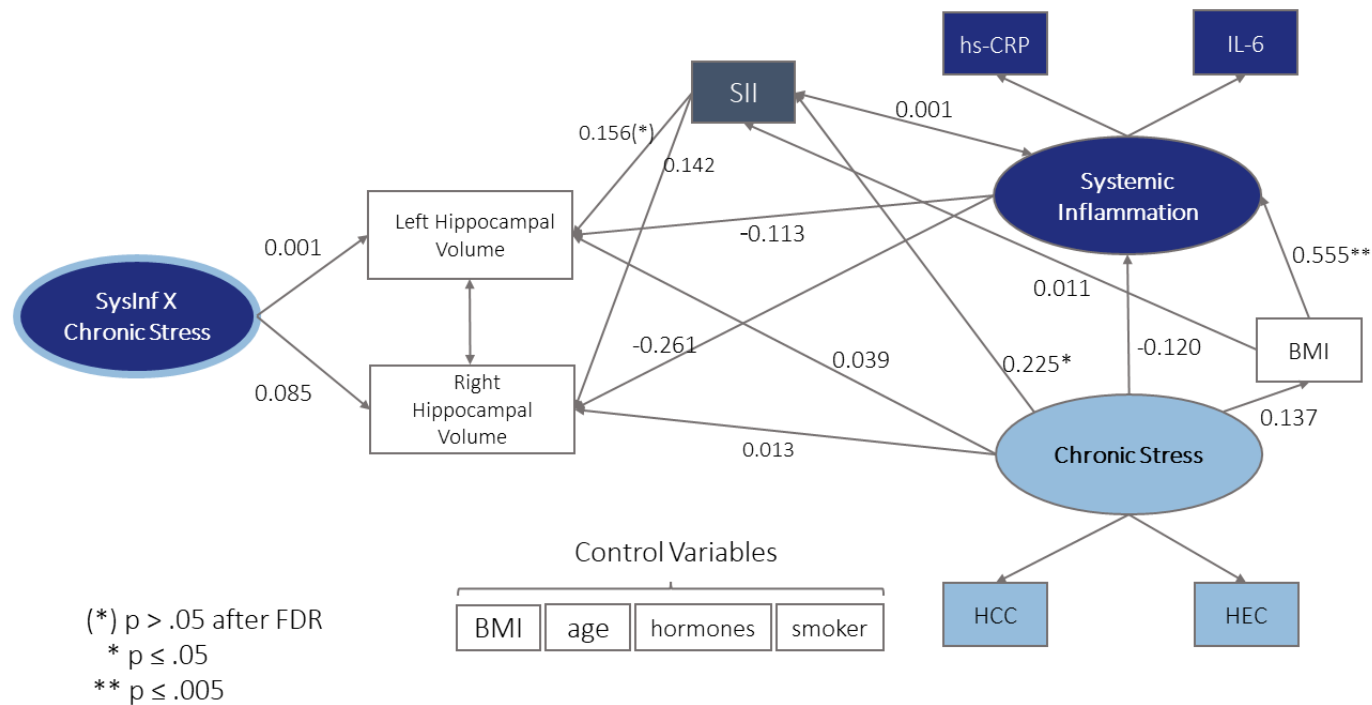 hs-CRP
IL-6
SII
0.001
0.156(*)
0.142
Systemic
Inflammation
Left Hippocampal
Volume
-0.113
0.001
0.555**
SysInf X
Chronic Stress
0.011
-0.261
0.039
0.225*
-0.120
BMI
0.085
Right
Hippocampal
Volume
0.137
0.013
Chronic Stress
Control Variables
HCC
HEC
BMI
age
hormones
smoker
(*) p > .05 after FDR
* p ≤ .05
** p ≤ .005